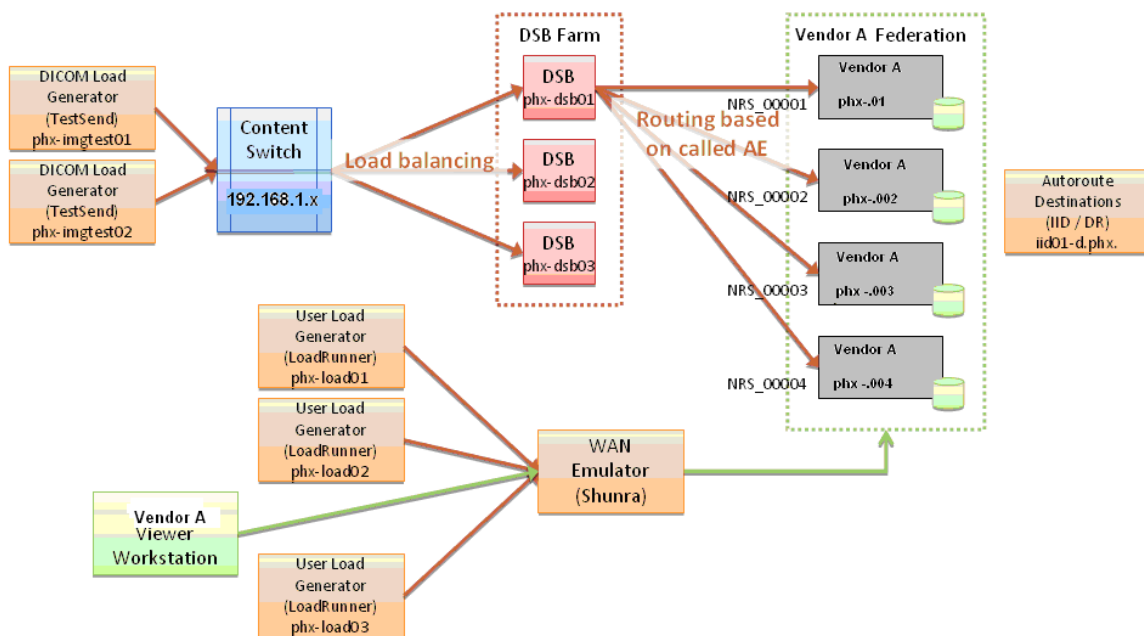 DSB Farm
Vendor A Federation
DICOM Load
Generator
(TestSend)
phx-imgtest01
DICOM Load
Generator
(TestSend)
phx-imgtest02
Content
Switch
192.168.1.x
Load balancing
DSB
phx-dsb01
DSB
phx-dsb02
DSB
phx-dsb03
Routing based
on called AE
NRS_00001
NRS_00002
NRS_00003
NRS_00004
Vendor A
phx-.01
Vendor A
phx-.002
Vendor A
phx -.003
Vendor A
phx -.004
Autoroute
Destinations
(IID / DR)
iid01-d.phx.
User Load
Generator
(LoadRunner)
phx-load01
User Load
Generator
(LoadRunner)
phx-load02
User Load
Generator
(LoadRunner)
phx-load03
Vendor A
Viewer
Workstation
WAN
Emulator
(Shunra)